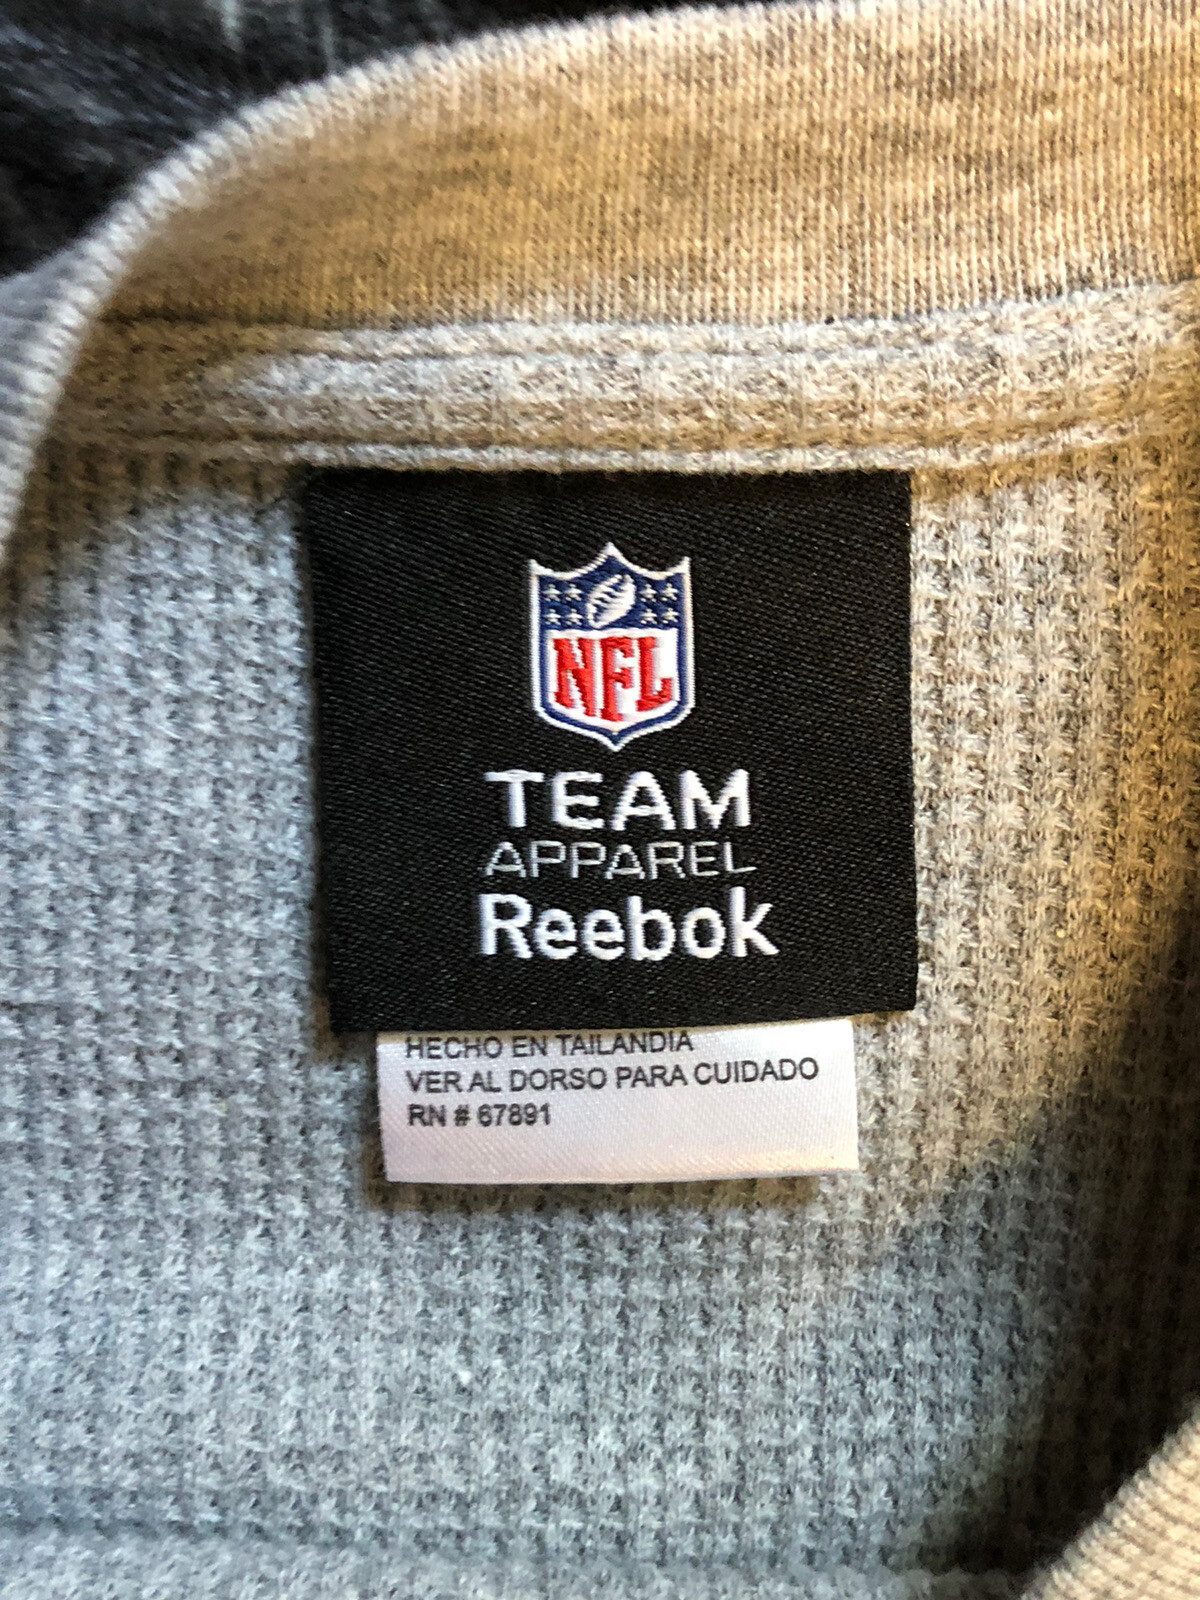 NFL
TEAM
APPAREL
Reebok
HECHO EN TAILANDIA
VER AL DORSO PARA CUIDADO
RN # 67891